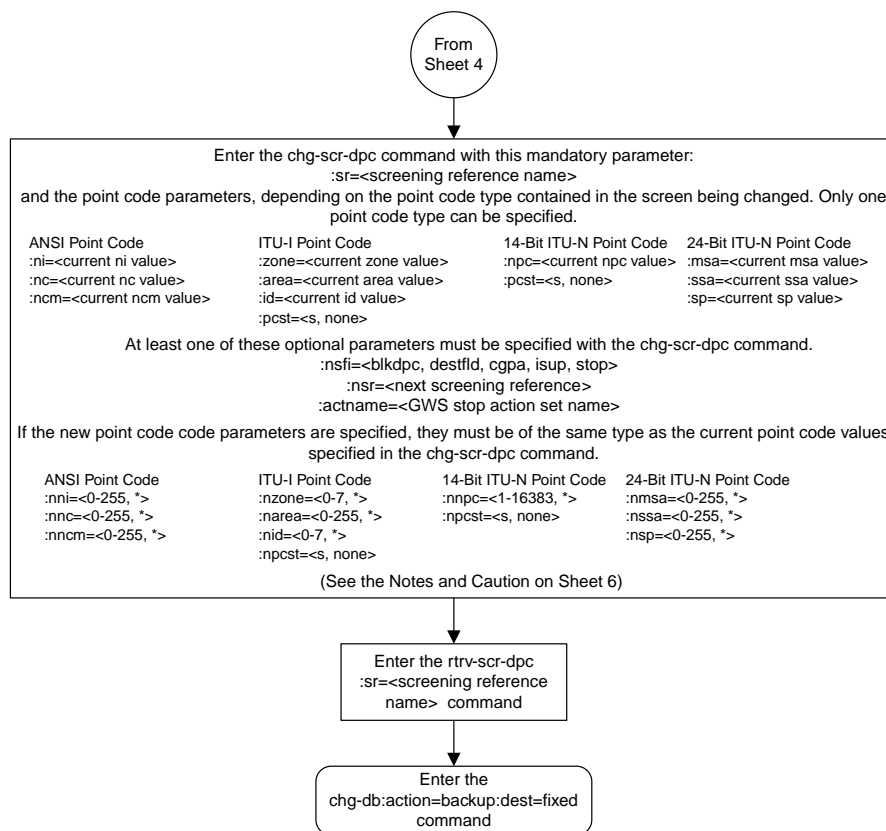 From
Sheet 4
Enter the chg-scr-dpc command with this mandatory parameter:
:sr=<screening reference name>
and the point code parameters, depending on the point code type contained in the screen being changed. Only one
point code type can be specified.
ANSI Point Code
:ni=<current ni value>
:nc=<current nc value>
:ncm=<current ncm value>
ITU-I Point Code
:zone=<current zone value>
:area=<current area value>
:id=<current id value>
:pcst=<s, none>
14-Bit ITU-N Point Code
:npc=<current npc value>
:pcst=<s, none>
24-Bit ITU-N Point Code
:msa=<current msa value>
:ssa=<current ssa value>
:sp=<current sp value>
At least one of these optional parameters must be specified with the chg-scr-dpc command.
:nsfi=<blkdpc, destfld, cgpa, isup, stop>
:nsr=<next screening reference>
:actname=<GWS stop action set name>
If the new point code code parameters are specified, they must be of the same type as the current point code values
specified in the chg-scr-dpc command.
ANSI Point Code
:nni=<0-255, *>
:nnc=<0-255, *>
:nncm=<0-255, *>
ITU-I Point Code
:nzone=<0-7, *>
:narea=<0-255, *>
:nid=<0-7, *>
:npcst=<s, none>
14-Bit ITU-N Point Code
:nnpc=<1-16383, *>
:npcst=<s, none>
24-Bit ITU-N Point Code
:nmsa=<0-255, *>
:nssa=<0-255, *>
:nsp=<0-255, *>
(See the Notes and Caution on Sheet 6)
Enter the rtrv-scr-dpc
:sr=<screening reference
name> command
Enter the
chg-db:action=backup:dest=fixed
command